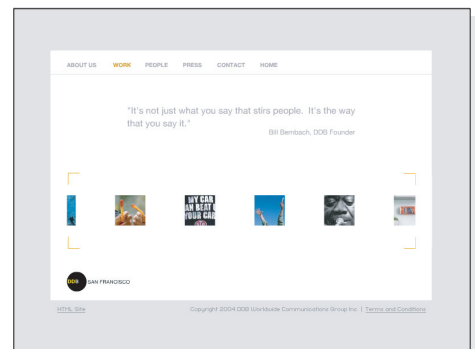 ABOUT US WORK PEOPLE PRESS CONTACT HOME
"It's not just what you say that stirs people. It's the way
that you say it."
Bill Bernbach, DDB Founder
MY CAR
CAN BEAT UP
YOUR CAR
DDB SAN FRANCISCO
HTML Site Copyright 2004 DDB Worldwide Communications Group Inc | Terms and Conditions